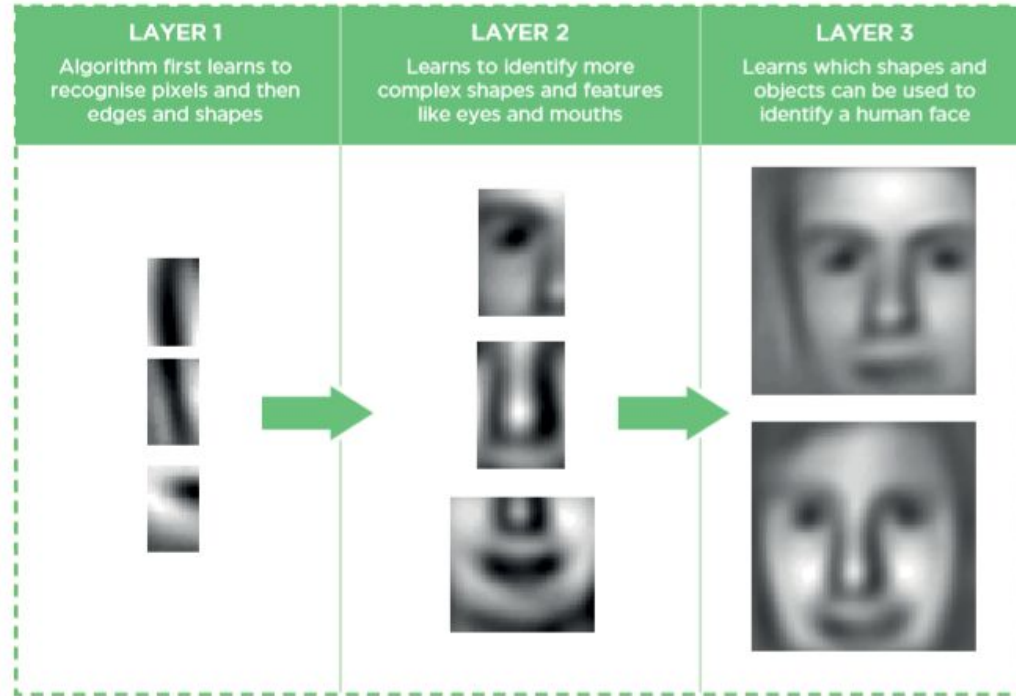 LAYER 1
Algorithm first learns to
recognise pixels and then
edges and shapes
LAYER 2
Learns to identify more
complex shapes and features
like eyes and mouths
LAYER 3
Learns which shapes and
objects can be used to
identify a human face